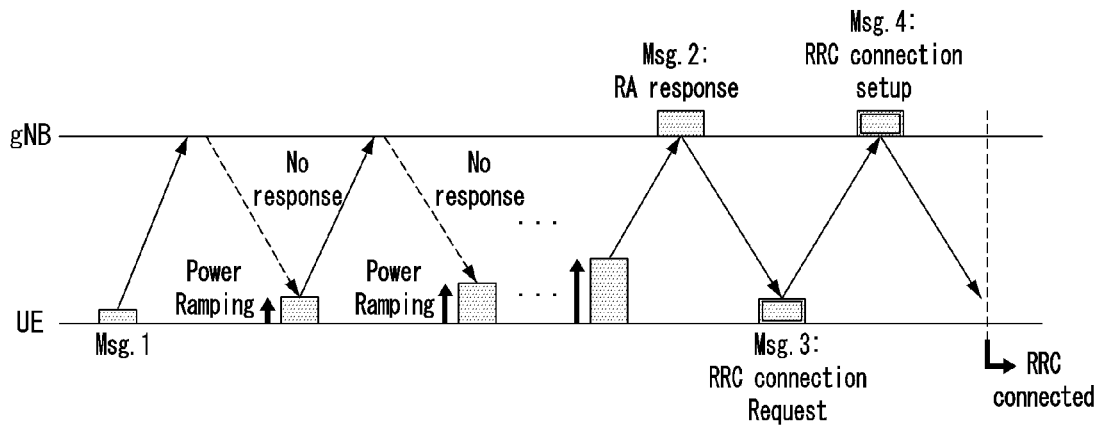 Msg.2:
RA response
Msg.4:
RRC connection
setup
gNB
No
response
No
response
. . .
Power
Ramping
Power
Ramping
. . .
UE
Msg.1
Msg.3:
RRC connection
Request
RRC
connected